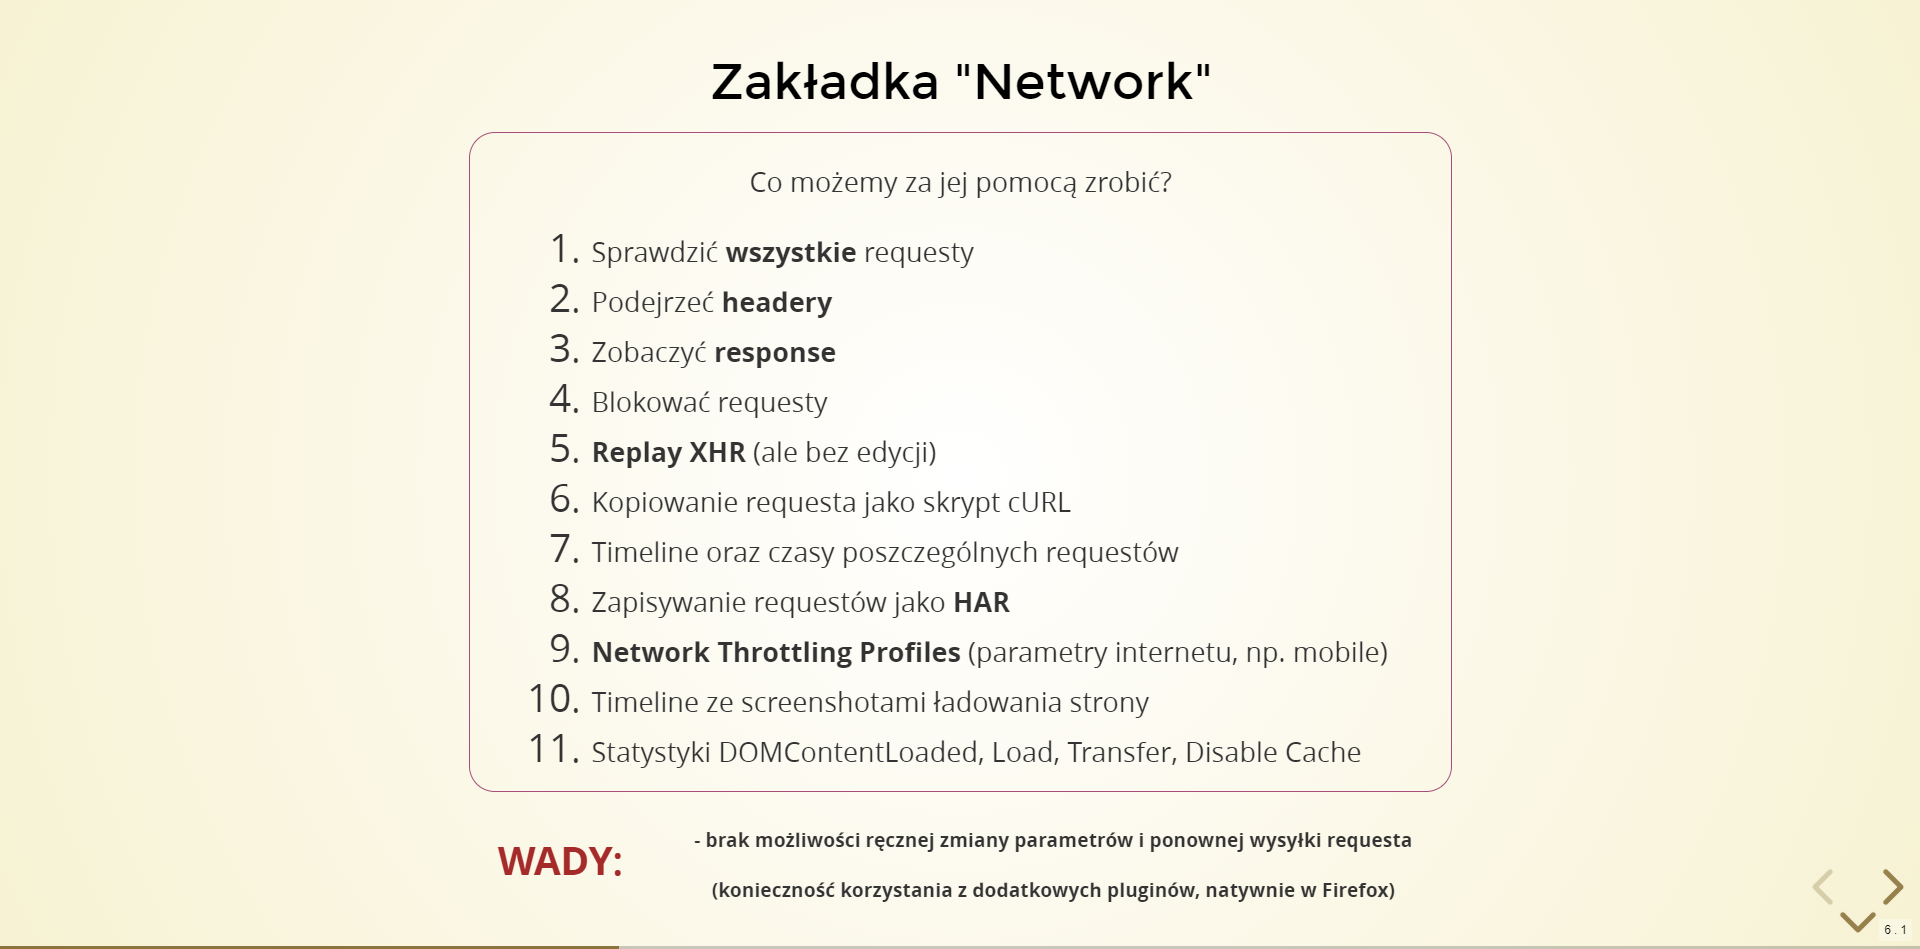 Zakładka "Network"
Co możemy za jej pomocą zrobić?
1. Sprawdzić wszystkie requesty
2. Podejrzeć headery
3. Zobaczyć response
4. Blokować requesty
5. Replay XHR (ale bez edycji)
6. Kopiowanie requesta jako skrypt cURL
7. Timeline oraz czasy poszczególnych requestów
8. Zapisywanie requestów jako HAR
9. Network Throttling Profiles (parametry internetu, np. mobile)
10. Timeline ze screenshotami ładowania strony
11. Statystyki DOMContentLoaded, Load, Transfer, Disable Cache
WADY:
- brak możliwości ręcznej zmiany parametrów i ponownej wysyłki requesta
(konieczność korzystania z dodatkowych pluginów, natywnie w Firefox)
6.1